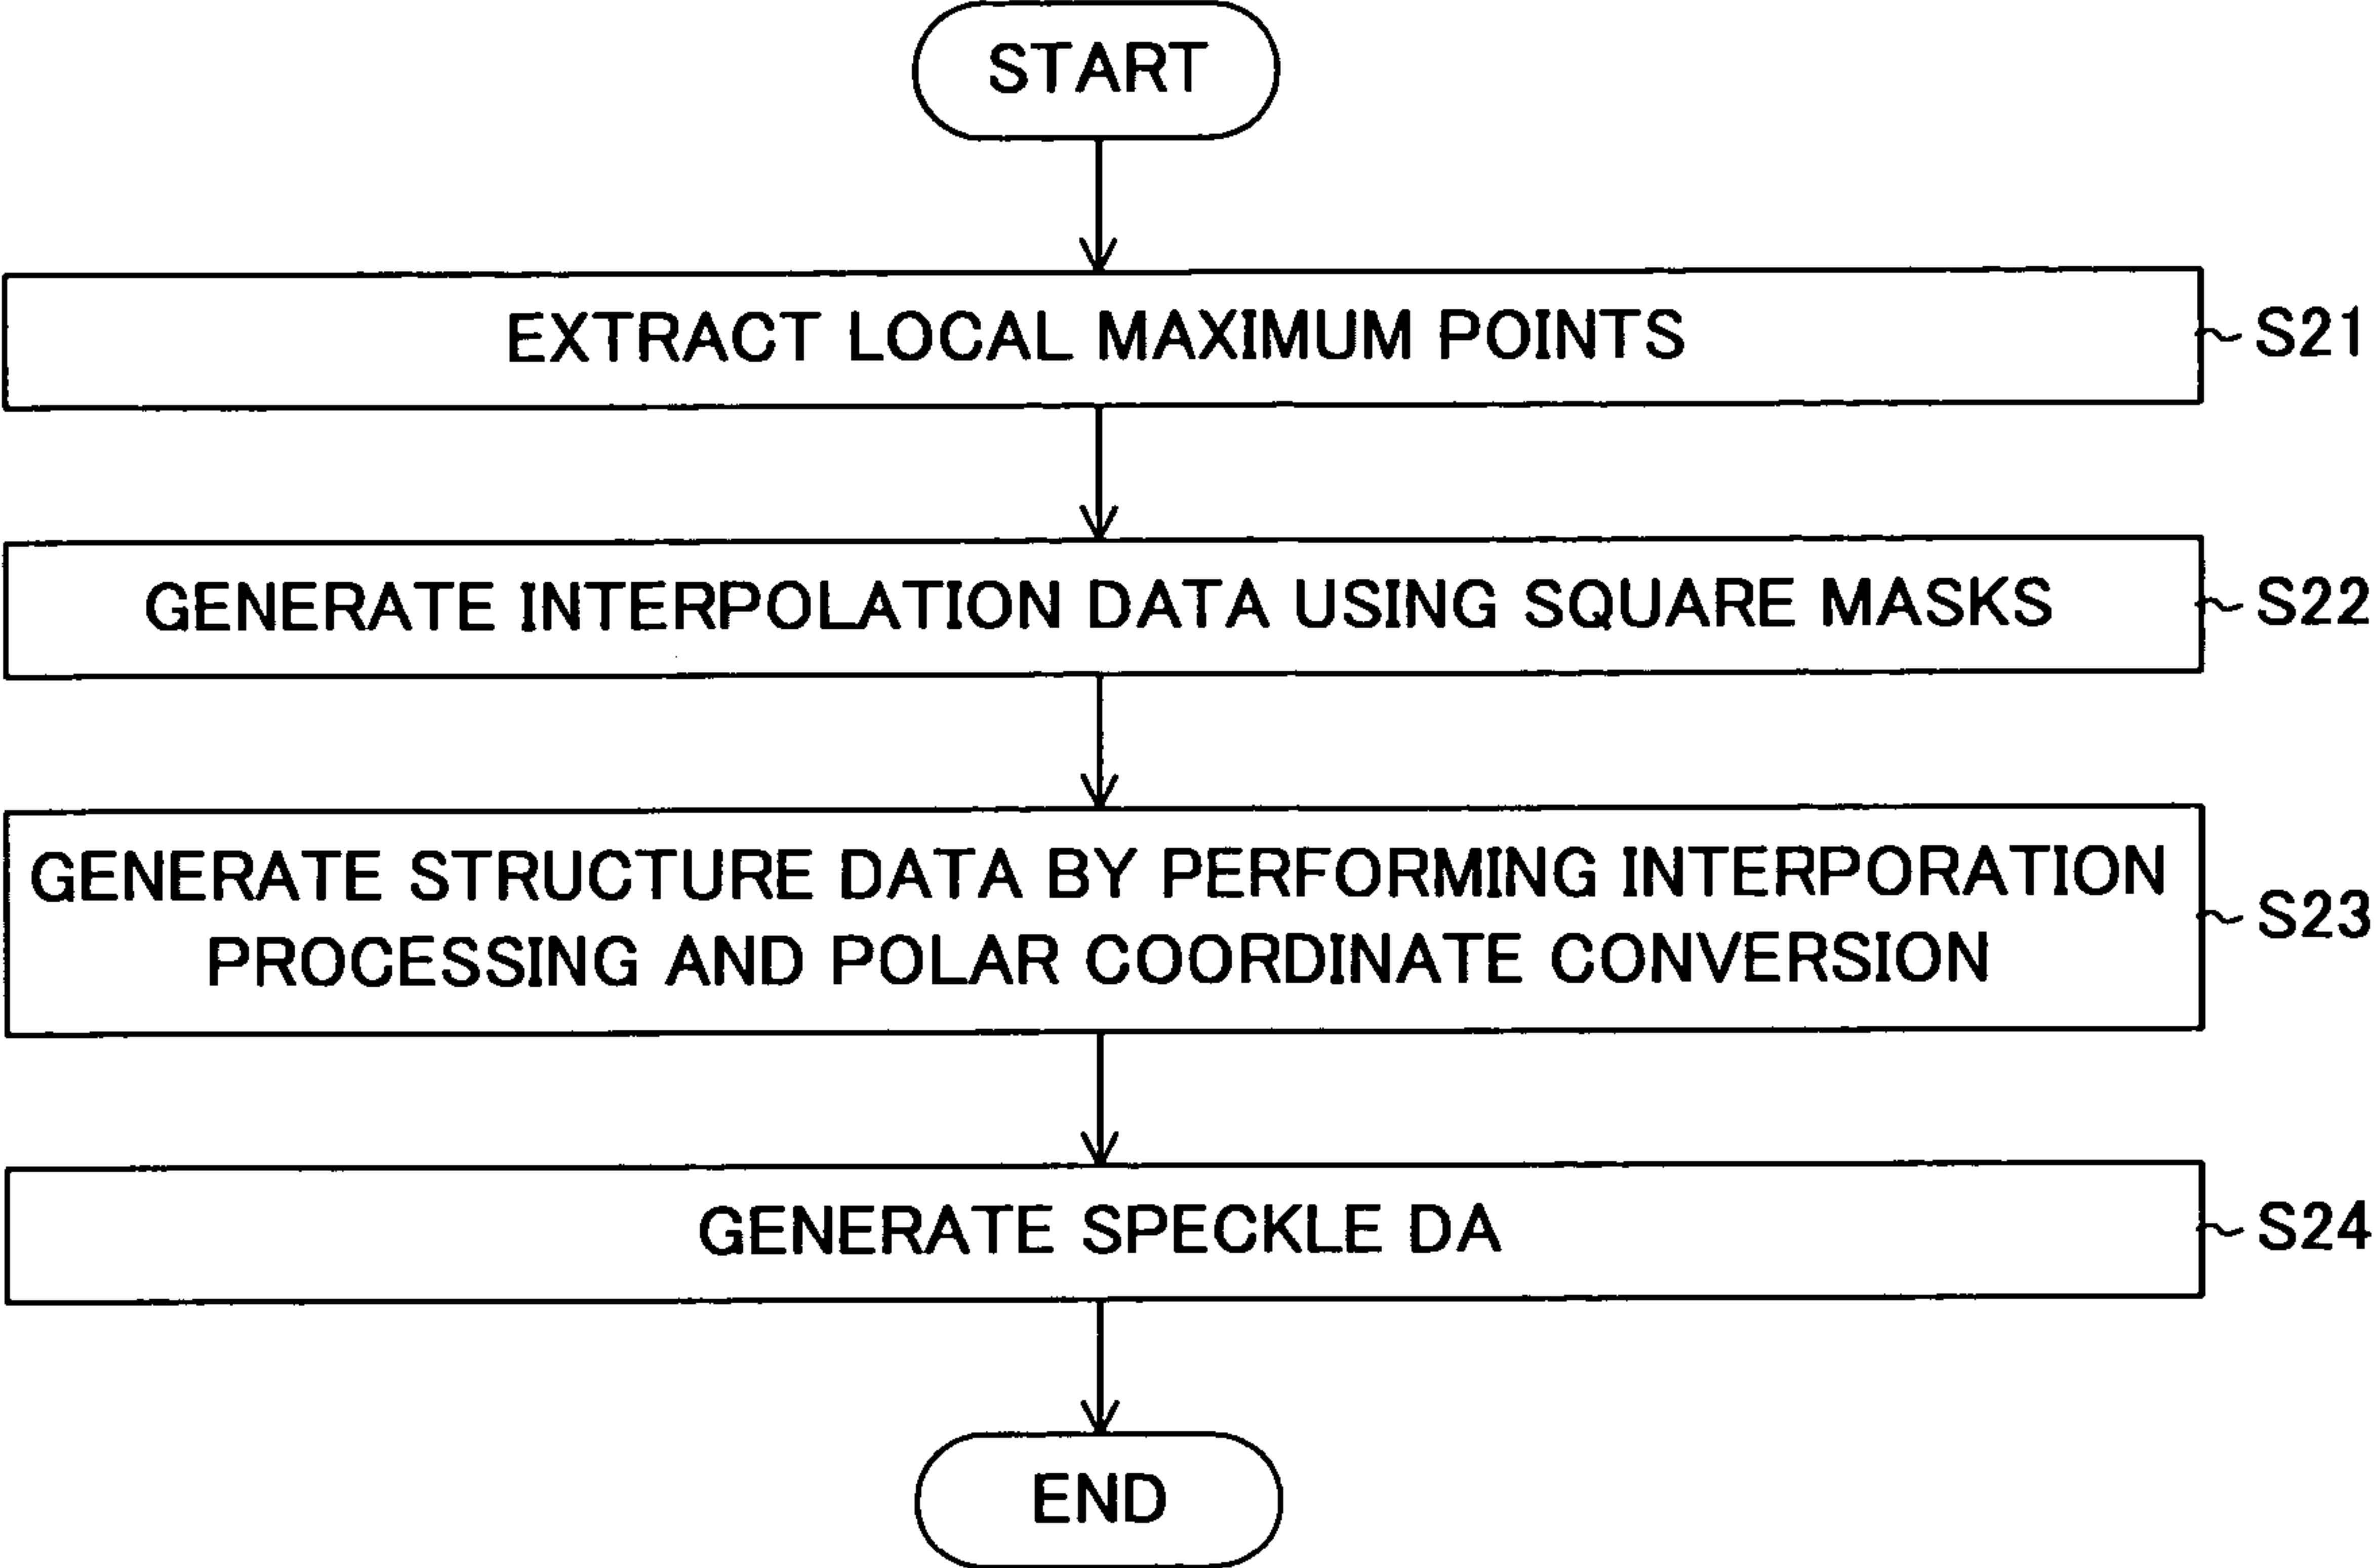 START
EXTRACT LOCAL MAXIMUM POINTS
S21
GENERATE INTERPOLATION DATA USING SQUARE MASKS
S22
GENERATE STRUCTURE DATA BY PERFORMING INTERPORATION
PROCESSING AND POLAR COORDINATE CONVERSION
S23
GENERATE SPECKLE DA
S24
END